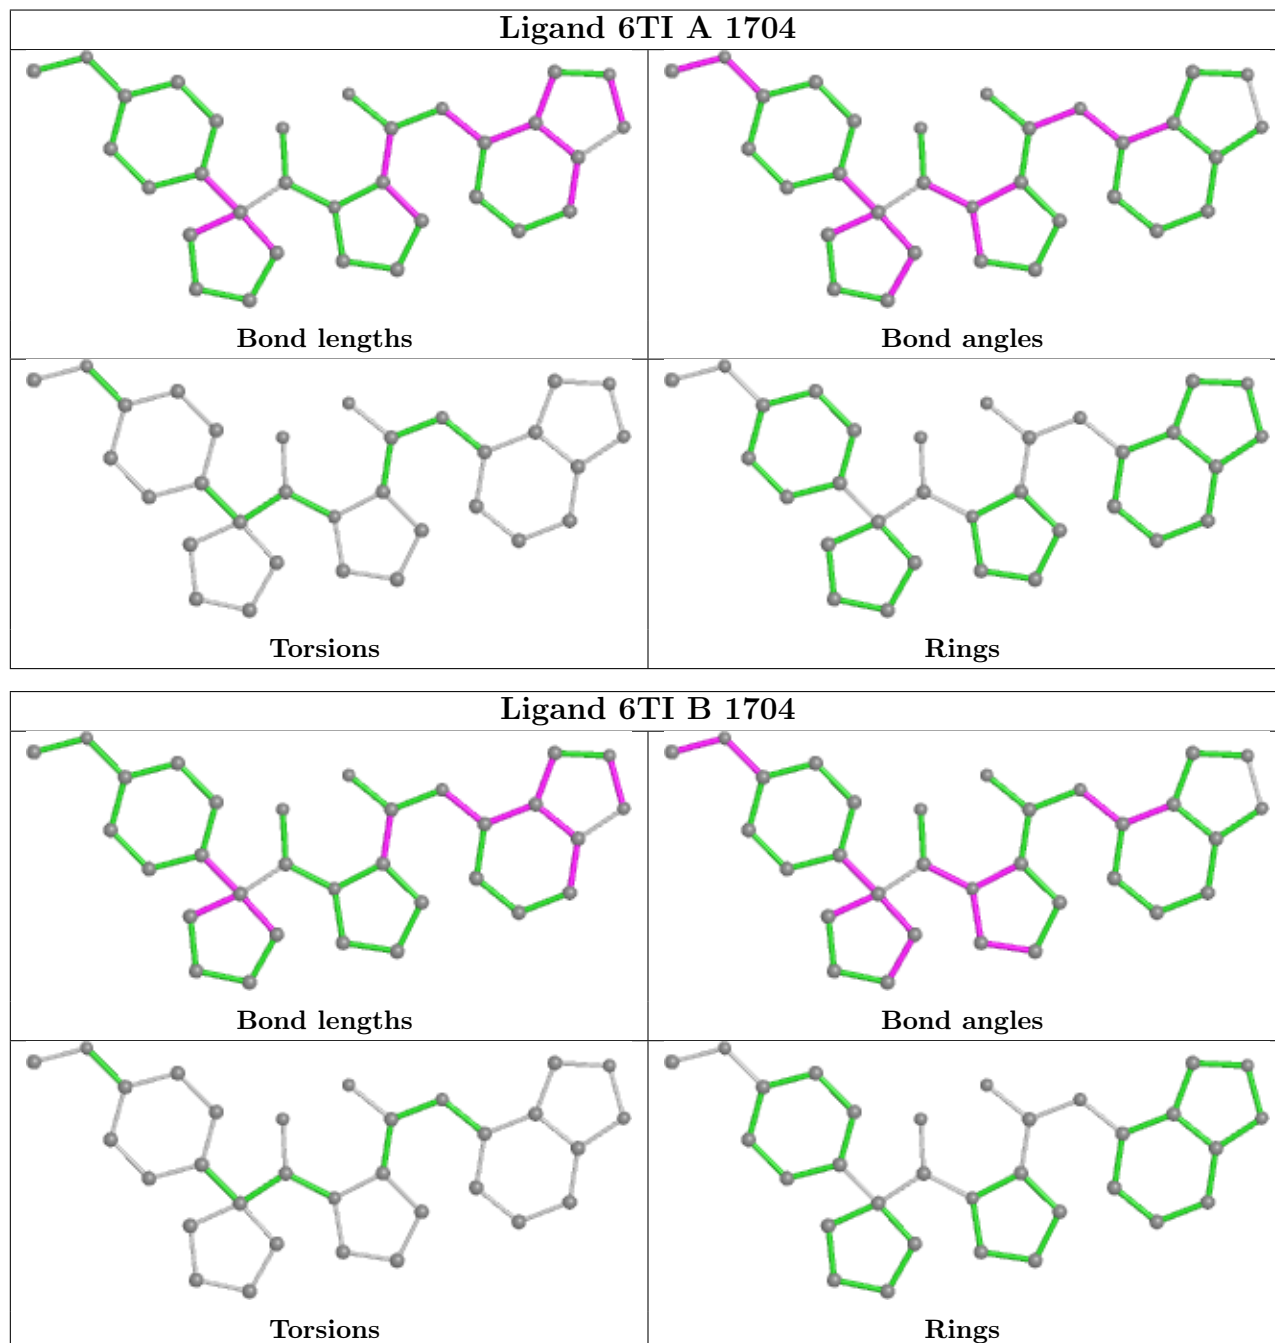 Ligand 6TI A 1704
Bond lengths
Bond angles
Torsions
Rings
Ligand 6TI B 1704
Bond lengths
Bond angles
Torsions
Rings